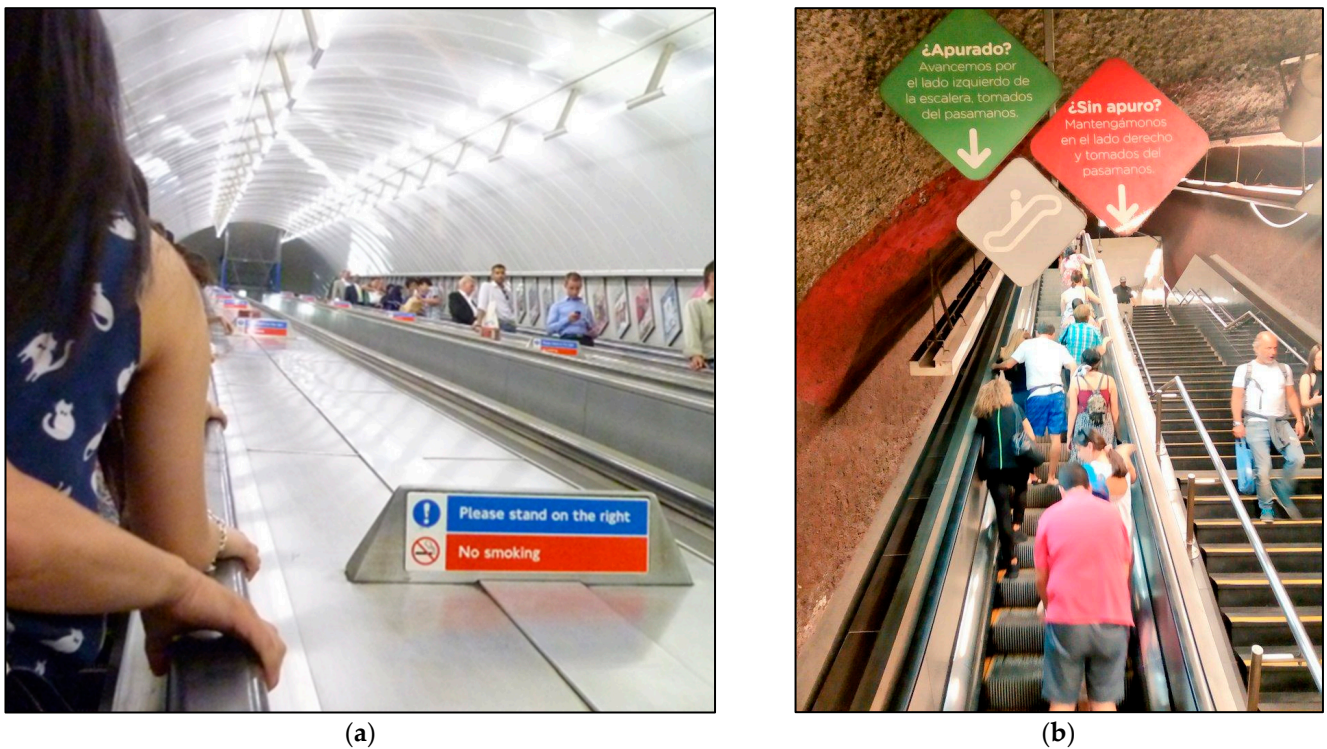 Please stand on the right
No smoking
¿Apurado?
Avancemos por
el lado izquierdo de
la escalera, tomados
del pasamanos.
¿Sin apuro?
Mantengámonos
en el lado derecho
y tomados del
pasamanos.
(a)
(b)